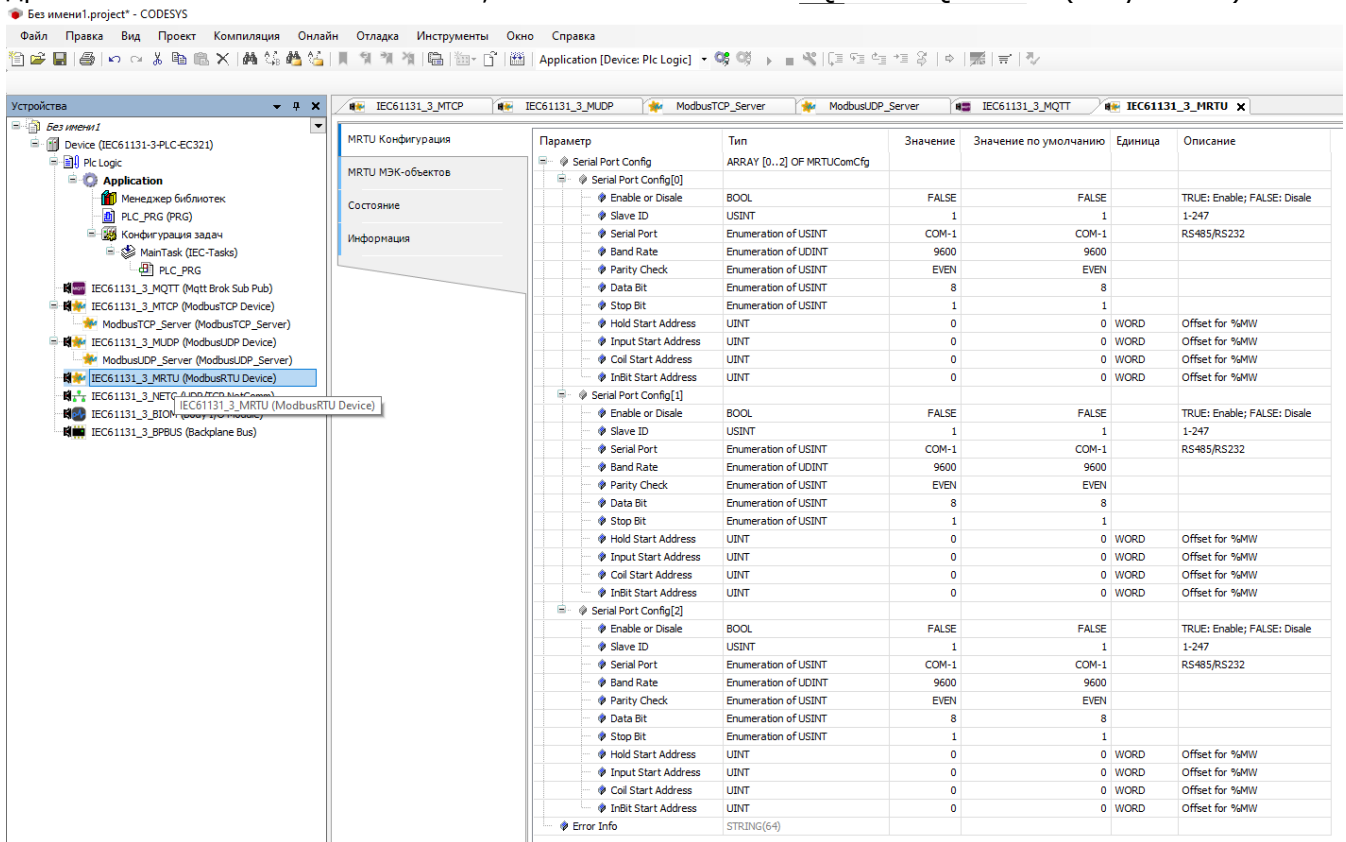 Без имени1.project* - CODESYS
Файл Правка Вид Проект Компиляция Онлайн Отладка Инструменты Окно Справка
Application [Device: Plc Logic]
Устройства
Без имени1
Device (IEC61131-3-PLC-EC321)
Plc Logic
Application
Менеджер библиотек
PLC_PRG (PRG)
Конфигурация задач
MainTask (IEC-Tasks)
PLC_PRG
IEC61131_3_MQTT (Mqtt Brok Sub Pub)
IEC61131_3_MTCP (ModbusTCP Device)
ModbusTCP_Server (ModbusTCP_Server)
IEC61131_3_MUDP (ModbusUDP Device)
ModbusUDP_Server (ModbusUDP_Server)
IEC61131_3_MRTU (ModbusRTU Device)
IEC61131_3_NETC
IEC61131_3_MRTU (ModbusRTU Device)
IEC61131_3_BIOM
IEC61131_3_BPBUS (Backplane Bus)
IEC61131_3_MTCP IEC61131_3_MUDP ModbusTCP_Server ModbusUDP_Server IEC61131_3_MQTT IEC61131_3_MRTU
MRTU Конфигурация
MRTU МЭК-объектов
Состояние
Информация
Параметр Тип Значение Значение по умолчанию Единица Описание
Serial Port Config ARRAY [0..2] OF MRTUComCfg
Serial Port Config[0]
Enable or Disale BOOL FALSE FALSE TRUE: Enable; FALSE: Disale
Slave ID USINT 1 1 1-247
Serial Port Enumeration of USINT COM-1 COM-1 RS485/RS232
Band Rate Enumeration of UDINT 9600 9600
Parity Check Enumeration of USINT EVEN EVEN
Data Bit Enumeration of USINT 8 8
Stop Bit Enumeration of USINT 1 1
Hold Start Address UINT 0 0 WORD Offset for %MW
Input Start Address UINT 0 0 WORD Offset for %MW
Coil Start Address UINT 0 0 WORD Offset for %MW
InBit Start Address UINT 0 0 WORD Offset for %MW
Serial Port Config[1]
Enable or Disale BOOL FALSE FALSE TRUE: Enable; FALSE: Disale
Slave ID USINT 1 1 1-247
Serial Port Enumeration of USINT COM-1 COM-1 RS485/RS232
Band Rate Enumeration of UDINT 9600 9600
Parity Check Enumeration of USINT EVEN EVEN
Data Bit Enumeration of USINT 8 8
Stop Bit Enumeration of USINT 1 1
Hold Start Address UINT 0 0 WORD Offset for %MW
Input Start Address UINT 0 0 WORD Offset for %MW
Coil Start Address UINT 0 0 WORD Offset for %MW
InBit Start Address UINT 0 0 WORD Offset for %MW
Serial Port Config[2]
Enable or Disale BOOL FALSE FALSE TRUE: Enable; FALSE: Disale
Slave ID USINT 1 1 1-247
Serial Port Enumeration of USINT COM-1 COM-1 RS485/RS232
Band Rate Enumeration of UDINT 9600 9600
Parity Check Enumeration of USINT EVEN EVEN
Data Bit Enumeration of USINT 8 8
Stop Bit Enumeration of USINT 1 1
Hold Start Address UINT 0 0 WORD Offset for %MW
Input Start Address UINT 0 0 WORD Offset for %MW
Coil Start Address UINT 0 0 WORD Offset for %MW
InBit Start Address UINT 0 0 WORD Offset for %MW
Error Info STRING(64)